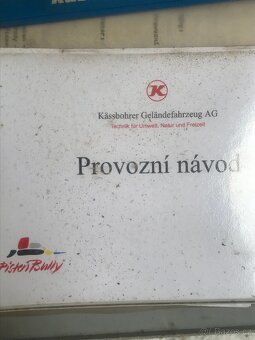 K
Kässbohrer Geländefahrzeug AG
Technik für Umwelt, Natur und Freizeit
Provozní návod
PistenBully